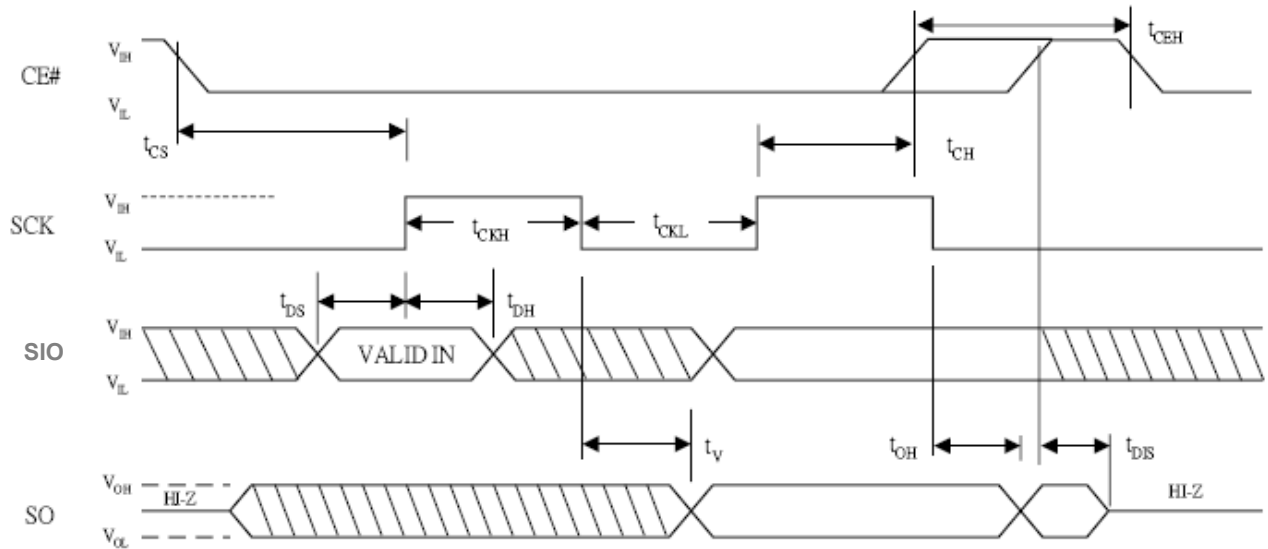 V_IH
t_CEH
CE#
V_IL
t_CS
t_CH
V_IH
SCK
t_CKH
t_CKL
V_IL
t_DS
t_DH
V_IH
SIO
VALID IN
V_IL
t_V
t_OH
t_DIS
V_OH
HI-Z
HI-Z
SO
V_OL